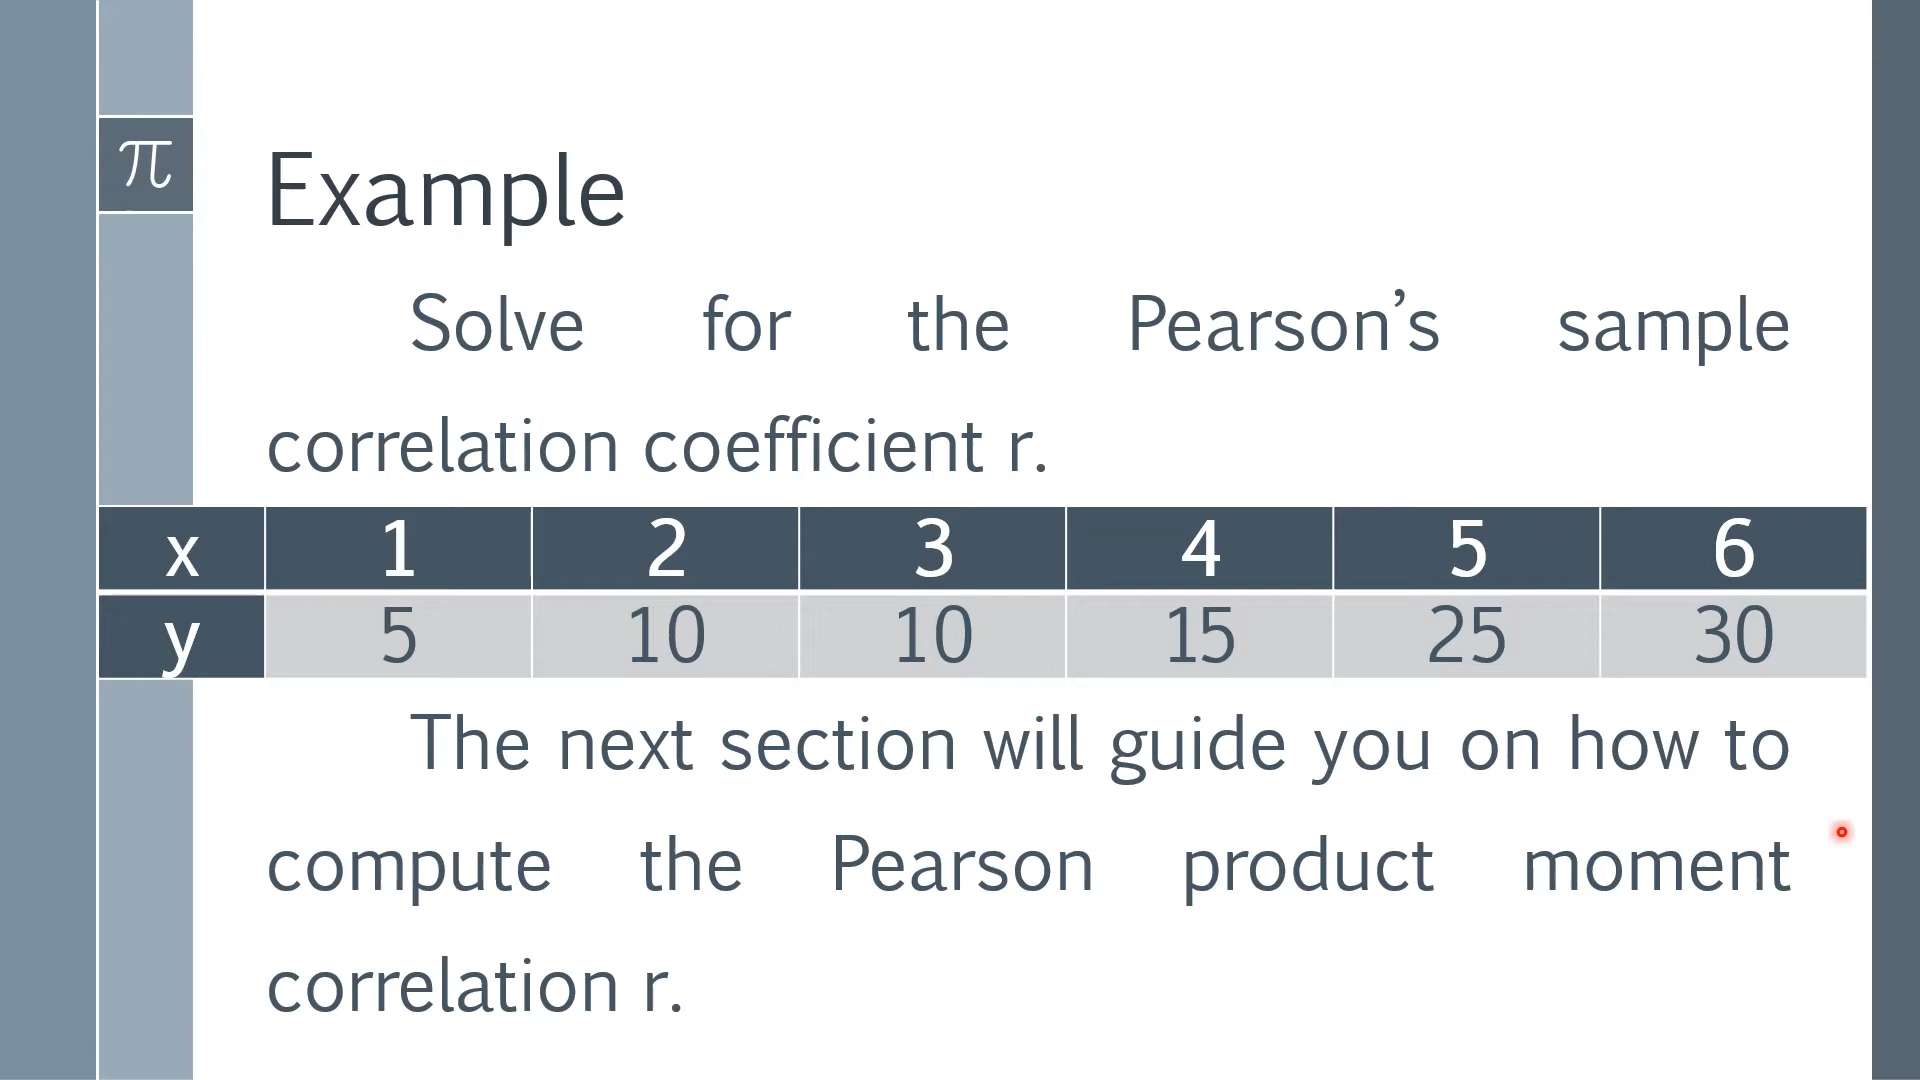 π
Example
Solve for the Pearson’s sample
correlation coefficient r.
x 1 2 3 4 5 6
y 5 10 10 15 25 30
The next section will guide you on how to
compute the Pearson product moment
correlation r.